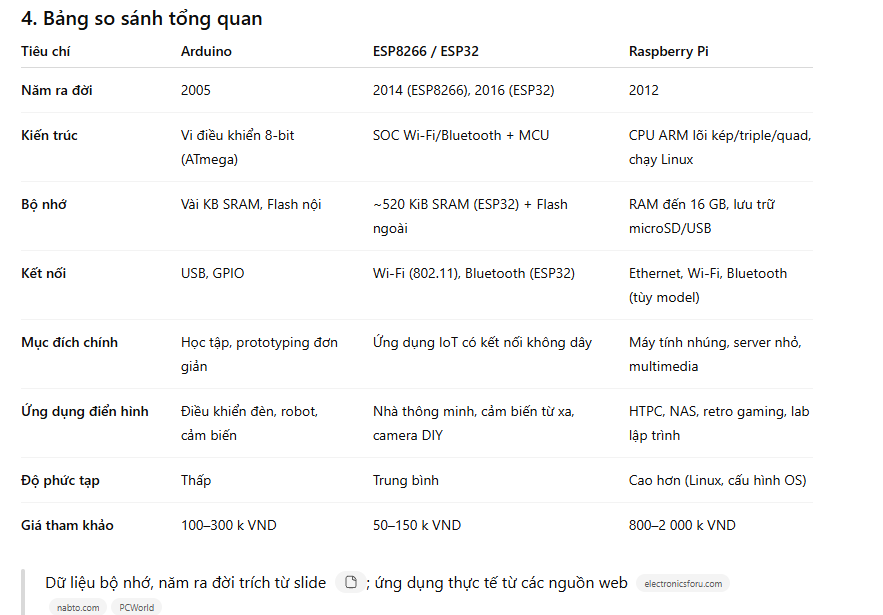 4. Bảng so sánh tổng quan
Tiêu chí Arduino ESP8266 / ESP32 Raspberry Pi
Năm ra đời 2005 2014 (ESP8266), 2016 (ESP32) 2012
Kiến trúc Vi điều khiển 8-bit SOC Wi-Fi/Bluetooth + MCU CPU ARM lõi kép/triple/quad,
(ATmega) chạy Linux
Bộ nhớ Vài KB SRAM, Flash nội ~520 KiB SRAM (ESP32) + Flash RAM đến 16 GB, lưu trữ
ngoài microSD/USB
Kết nối USB, GPIO Wi-Fi (802.11), Bluetooth (ESP32) Ethernet, Wi-Fi, Bluetooth
(tùy model)
Mục đích chính Học tập, prototyping đơn Ứng dụng IoT có kết nối không dây Máy tính nhúng, server nhỏ,
giản multimedia
Ứng dụng điển hình Điều khiển đèn, robot, Nhà thông minh, cảm biến từ xa, HTPC, NAS, retro gaming, lab
cảm biến camera DIY lập trình
Độ phức tạp Thấp Trung bình Cao hơn (Linux, cấu hình OS)
Giá tham khảo 100–300 k VND 50–150 k VND 800–2 000 k VND
Dữ liệu bộ nhớ, năm ra đời trích từ slide ; ứng dụng thực tế từ các nguồn web electronicsforu.com
nabto.com PCWorld